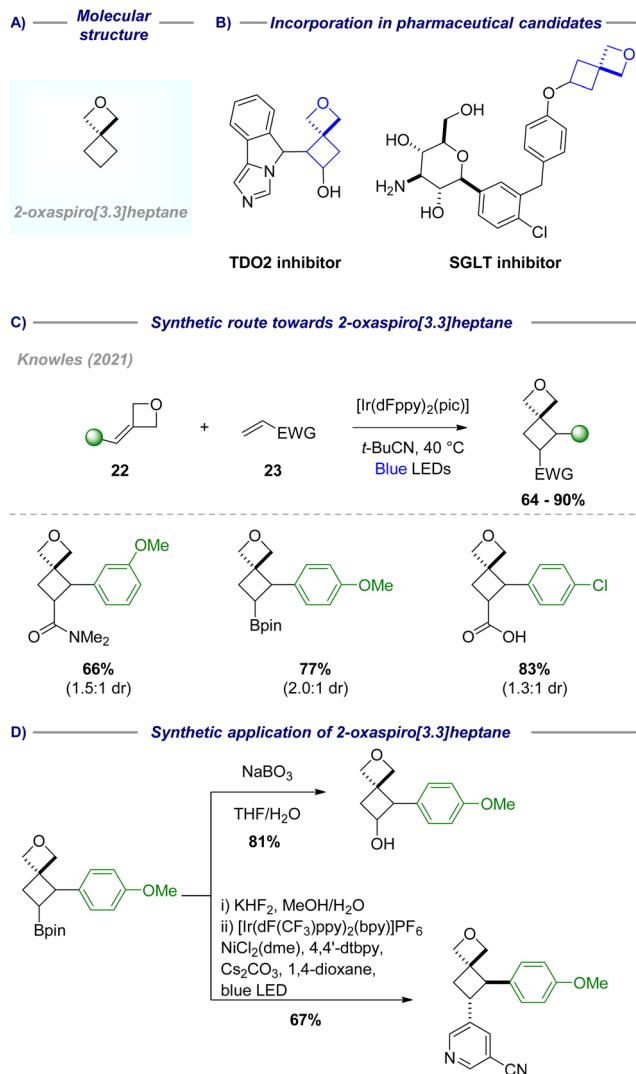 A) Molecular structure
B) Incorporation in pharmaceutical candidates
O
2-oxaspiro[3.3]heptane
O
N
N
OH
TDO2 inhibitor
O
O
OH
HO
O
H2N
OH
Cl
SGLT inhibitor
C) Synthetic route towards 2-oxaspiro[3.3]heptane
Knowles (2021)
O
22
+
EWG
23
[Ir(dFppy)2(pic)]
t-BuCN, 40 °C
Blue LEDs
O
EWG
64 - 90%
O
OMe
O
NMe2
66%
(1.5:1 dr)
O
OMe
Bpin
77%
(2.0:1 dr)
O
Cl
O
OH
83%
(1.3:1 dr)
D) Synthetic application of 2-oxaspiro[3.3]heptane
O
OMe
Bpin
NaBO3
THF/H2O
81%
O
OMe
OH
i) KHF2, MeOH/H2O
ii) [Ir(dF(CF3)ppy)2(bpy)]PF6
NiCl2(dme), 4,4'-dtbpy,
Cs2CO3, 1,4-dioxane,
blue LED
67%
O
OMe
N
CN